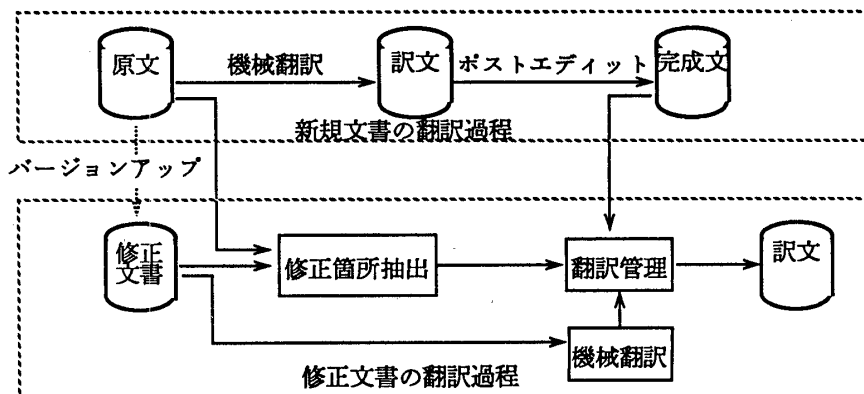 原文
機械翻訳
訳文
ポストエディット
完成文
新規文書の翻訳過程
バージョンアップ
修正
文書
修正箇所抽出
翻訳管理
訳文
機械翻訳
修正文書の翻訳過程